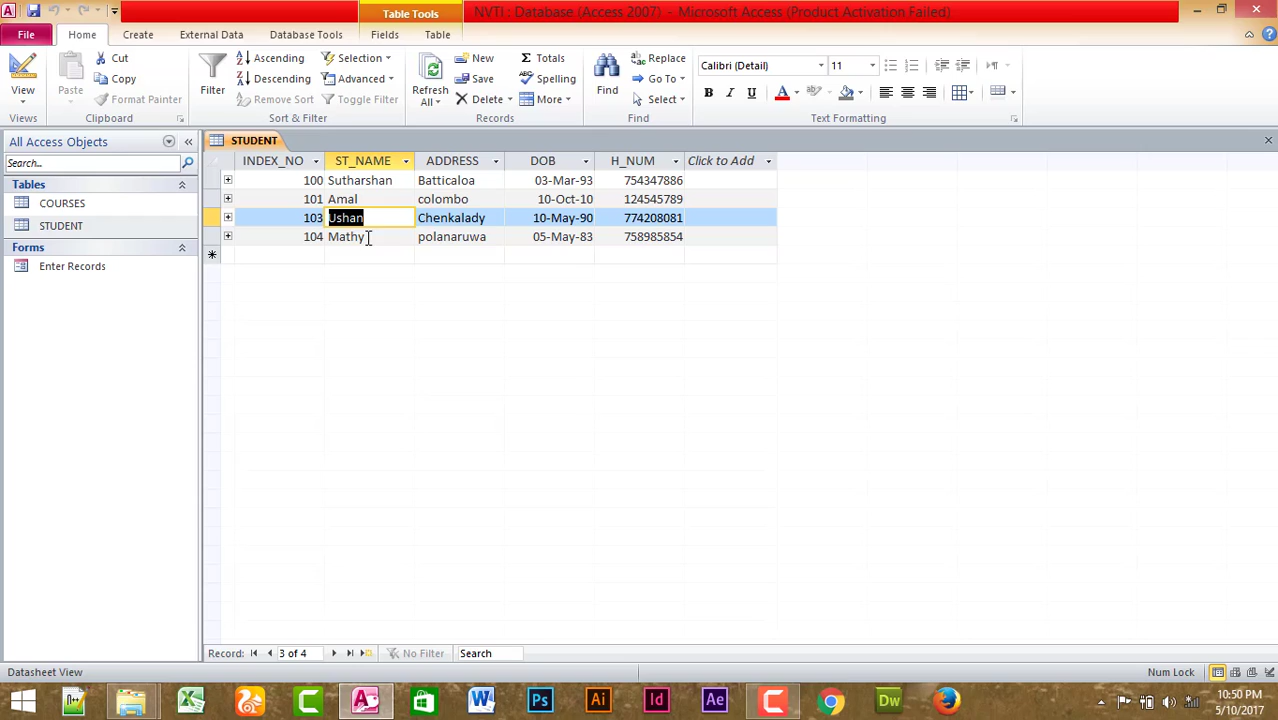 Table Tools
NVTI : Database (Access 2007) - Microsoft Access (Product Activation Failed)
File Home Create External Data Database Tools Fields Table
View
Views
Paste
Cut
Copy
Format Painter
Clipboard
Filter
Ascending
Descending
Remove Sort
Selection
Advanced
Toggle Filter
Sort & Filter
Refresh All
New
Save
Delete
Totals
Spelling
More
Records
Find
Replace
Go To
Select
Find
Calibri (Detail) 11
B I U A
Text Formatting
All Access Objects
Search...
Tables
COURSES
STUDENT
Forms
Enter Records
STUDENT
INDEX_NO ST_NAME ADDRESS DOB H_NUM Click to Add
100 Sutharshan Batticaloa 03-Mar-93 754347886
101 Amal colombo 10-Oct-10 124545789
103 Ushan Chenkalady 10-May-90 774208081
104 Mathy polanaruwa 05-May-83 758985854
Record: 3 of 4 No Filter Search
Datasheet View Num Lock
Ps Ai Id Ae Dw
10:50 PM
5/10/2017